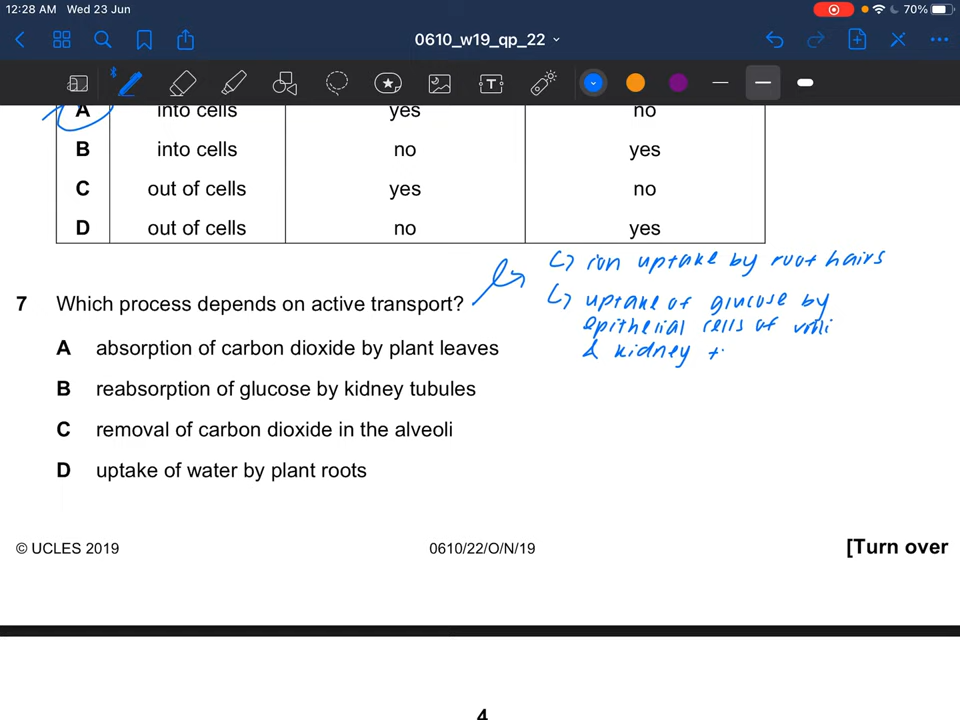 12:28 AM Wed 23 Jun
70%
0610_w19_qp_22
A into cells yes no
B into cells no yes
C out of cells yes no
D out of cells no yes
ion uptake by root hairs
7 Which process depends on active transport?
uptake of glucose by
epithelial cells of villi
& kidney t
A absorption of carbon dioxide by plant leaves
B reabsorption of glucose by kidney tubules
C removal of carbon dioxide in the alveoli
D uptake of water by plant roots
© UCLES 2019 0610/22/O/N/19 [Turn over
4